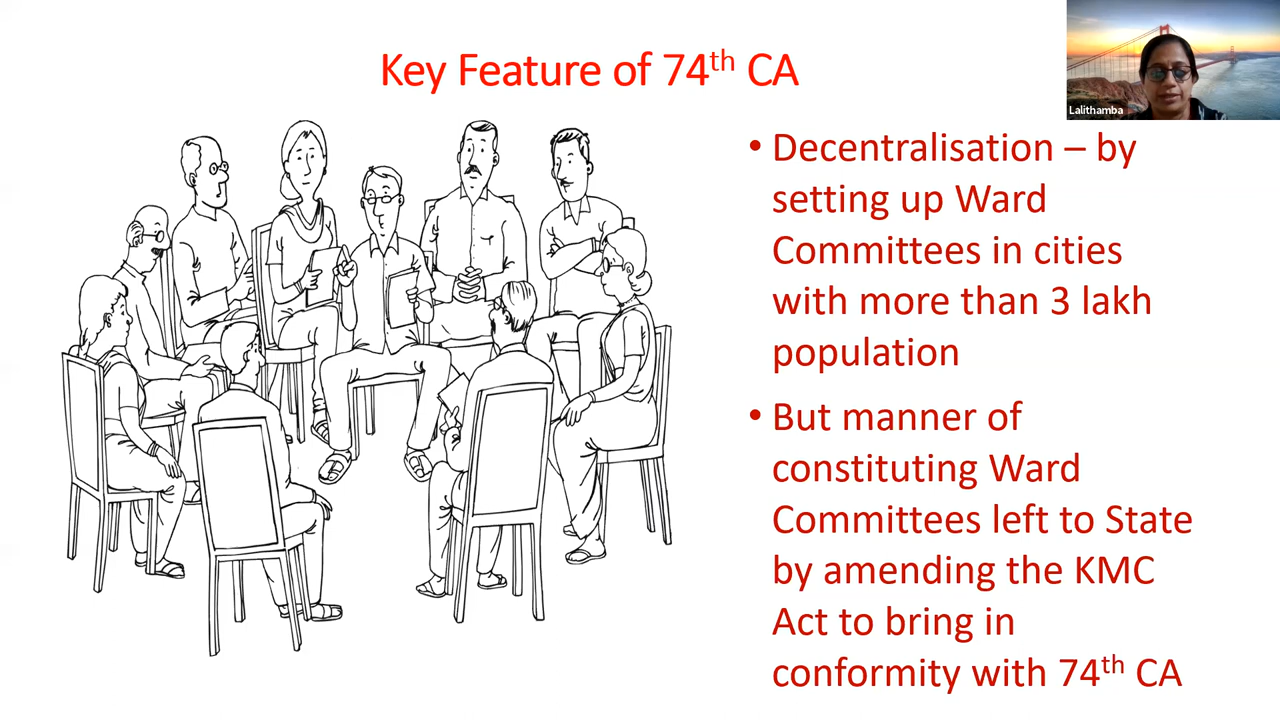 Key Feature of 74th CA
Lalithamba
• Decentralisation – by
setting up Ward
Committees in cities
with more than 3 lakh
population
• But manner of
constituting Ward
Committees left to State
by amending the KMC
Act to bring in
conformity with 74th CA